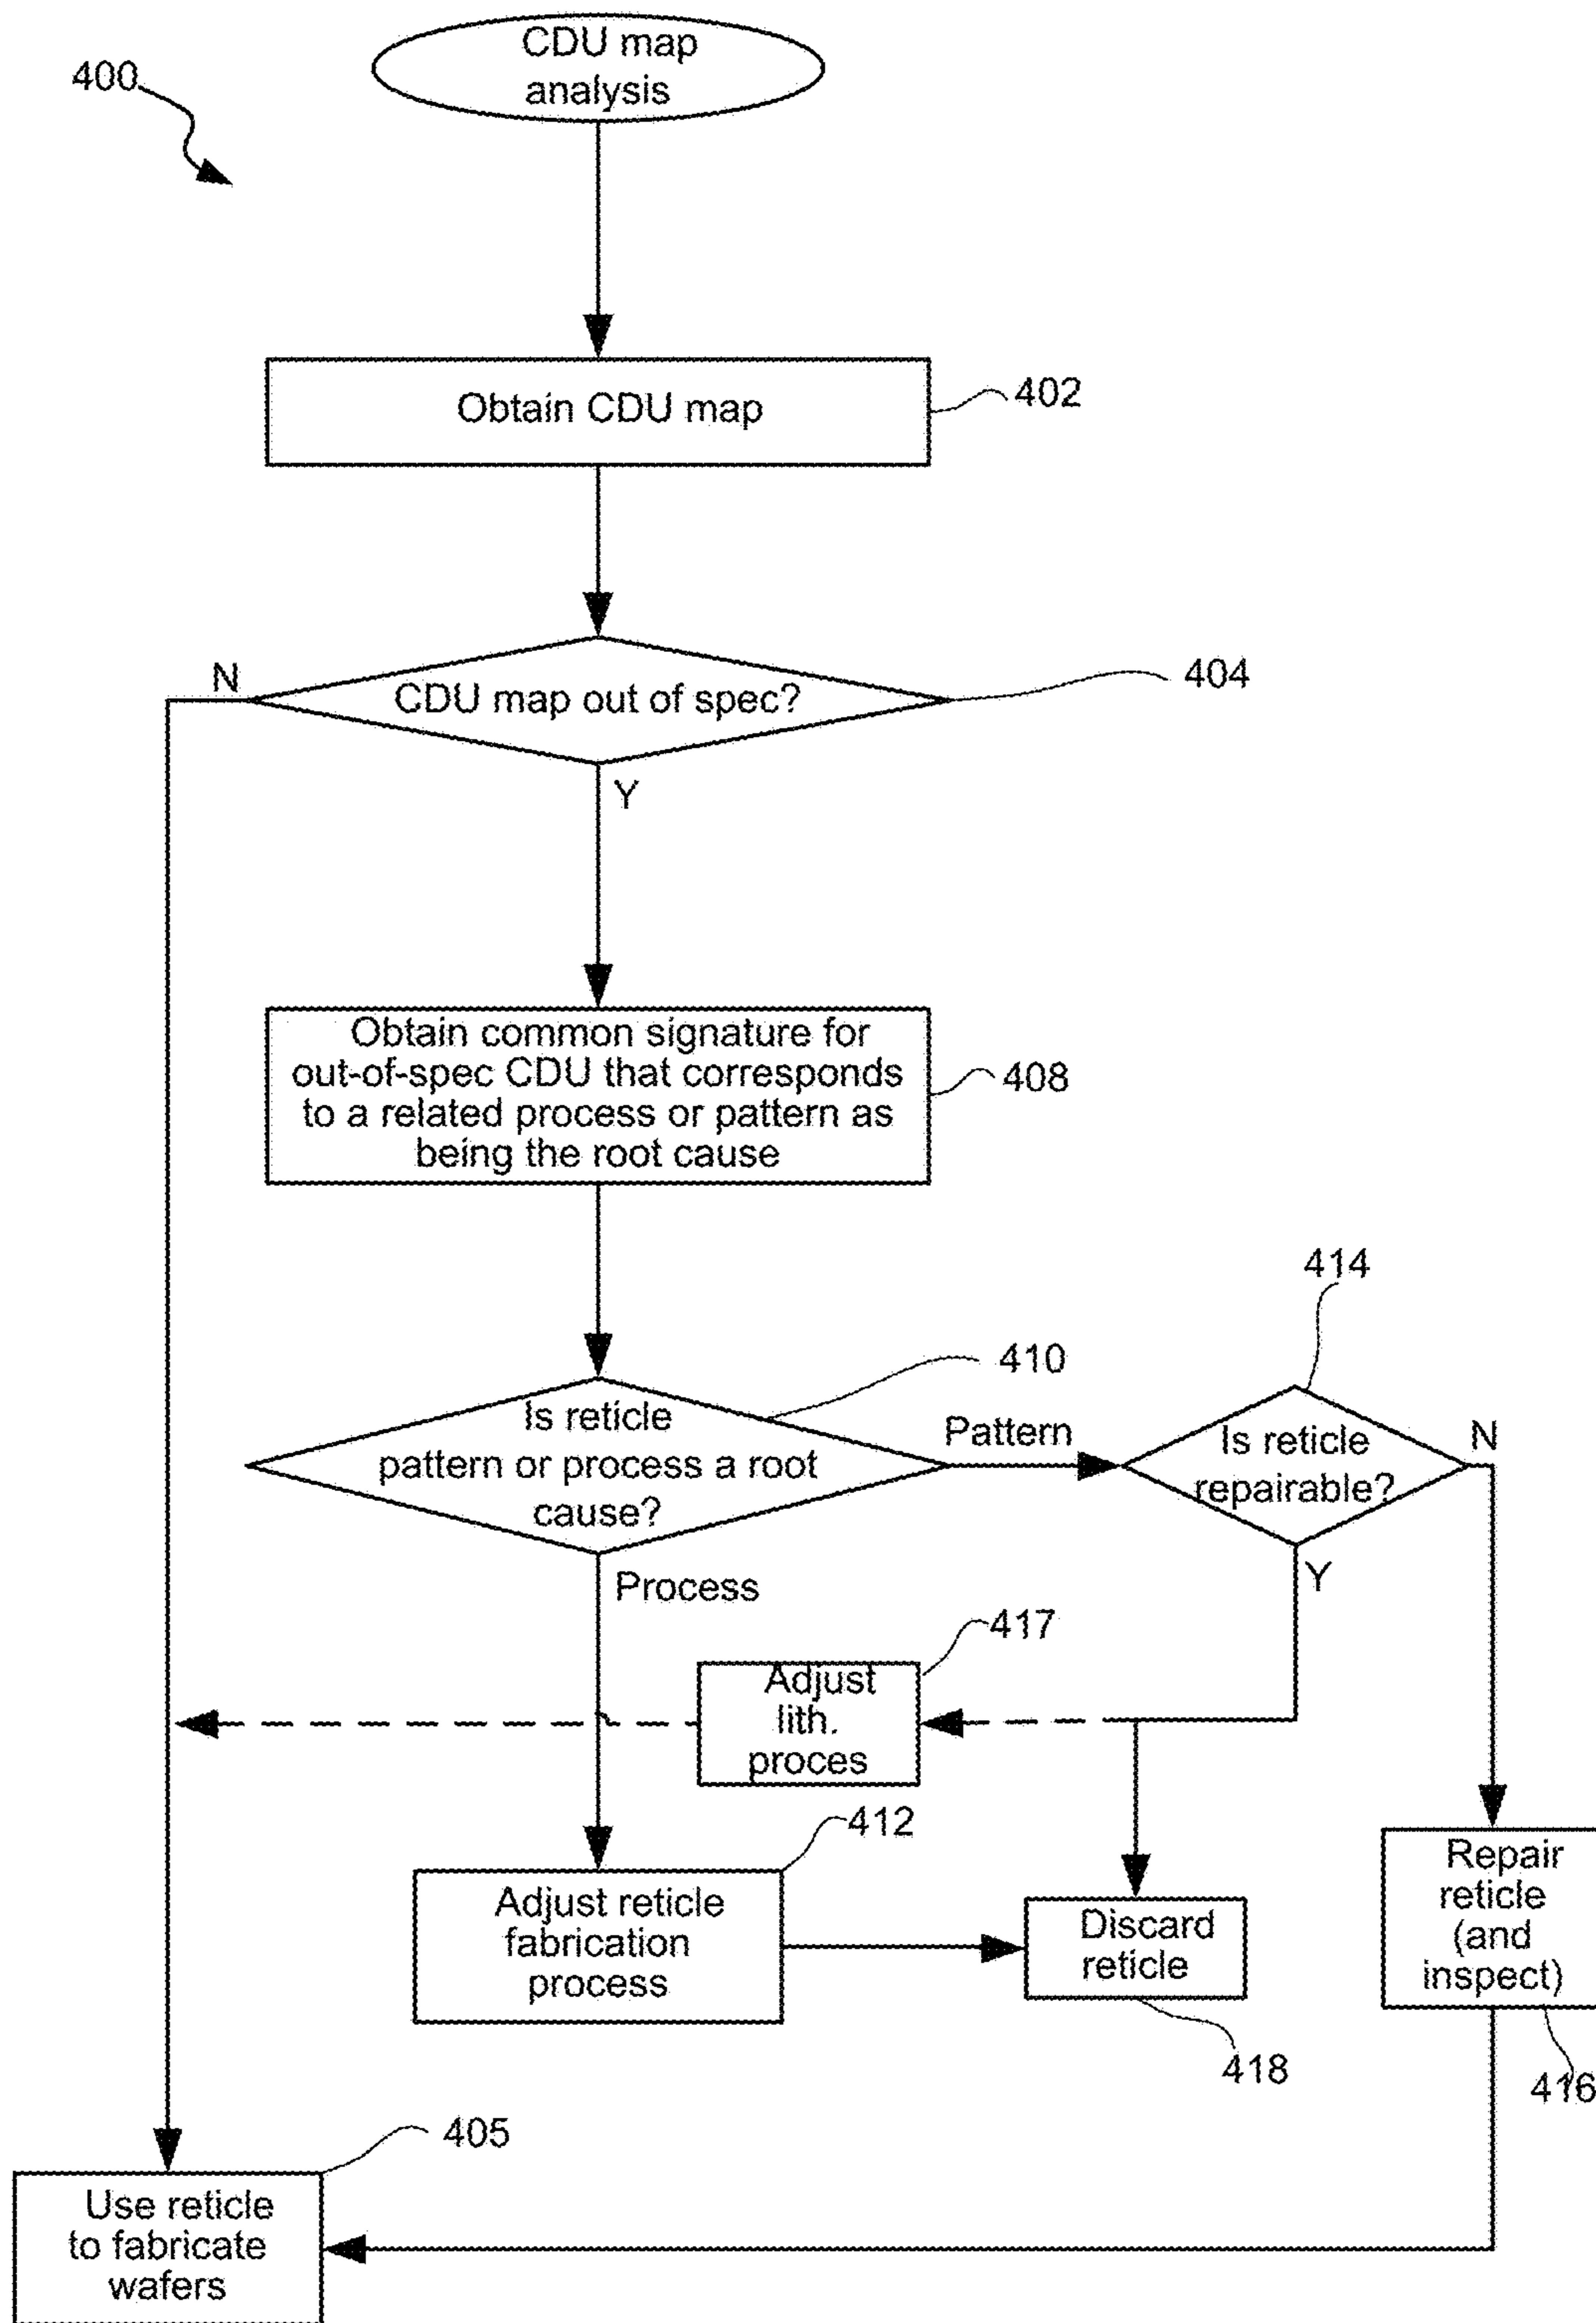 CDU map
analysis
400
Obtain CDU map
402
N
CDU map out of spec?
404
Y
Obtain common signature for
out-of-spec CDU that corresponds
to a related process or pattern as
being the root cause
408
414
410
Is reticle
pattern or process a root
cause?
Pattern
Is reticle
repairable?
N
Process
Y
417
Adjust
lith.
proces
412
Adjust reticle
fabrication
process
Discard
reticle
418
Repair
reticle
(and
inspect)
416
405
Use reticle
to fabricate
wafers